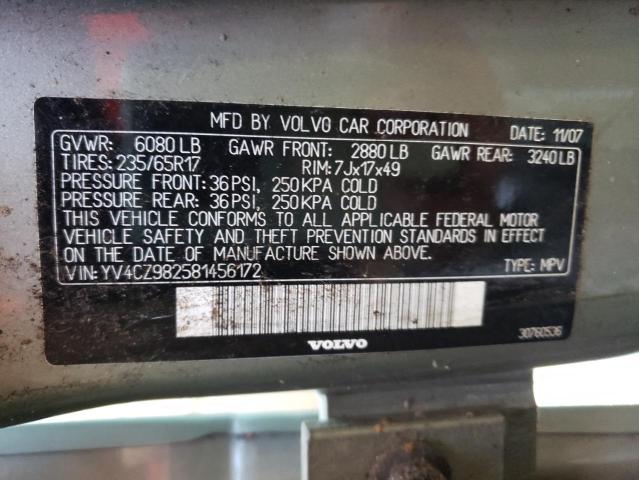 MFD BY VOLVO CAR CORPORATION DATE: 11/07
GVWR: 6080 LB GAWR FRONT: 2880 LB GAWR REAR: 3240 LB
TIRES: 235/65R17 RIM: 7Jx17x49
PRESSURE FRONT: 36 PSI, 250 KPA COLD
PRESSURE REAR: 36 PSI, 250 KPA COLD
THIS VEHICLE CONFORMS TO ALL APPLICABLE FEDERAL MOTOR
VEHICLE SAFETY AND THEFT PREVENTION STANDARDS IN EFFECT
ON THE DATE OF MANUFACTURE SHOWN ABOVE.
VIN: YV4CZ982581456172 TYPE: MPV
30760536
VOLVO